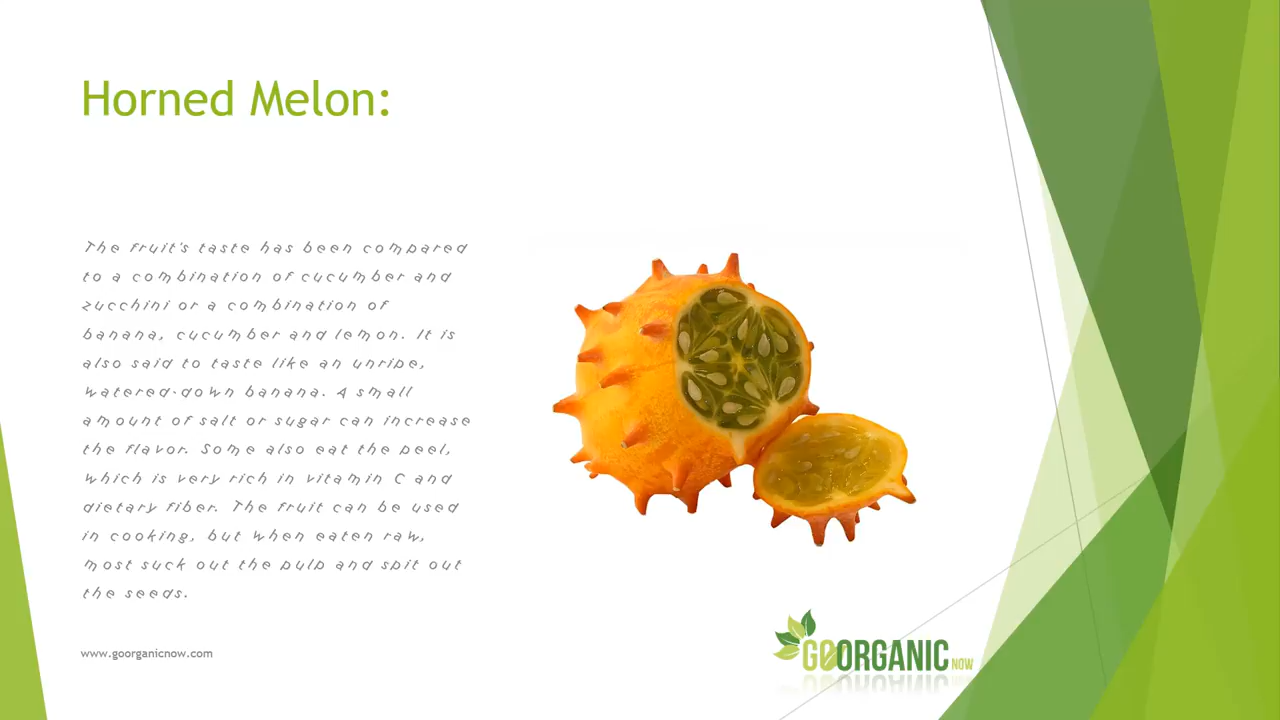 Horned Melon:
The fruit's taste has been compared
to a combination of cucumber and
zucchini or a combination of
banana, cucumber and lemon. It is
also said to taste like an unripe,
watered-down banana. A small
amount of salt or sugar can increase
the flavor. Some also eat the peel,
which is very rich in vitamin C and
dietary fiber. The fruit can be used
in cooking, but when eaten raw,
most suck out the pulp and spit out
the seeds.
www.goorganicnow.com
GOORGANIC NOW